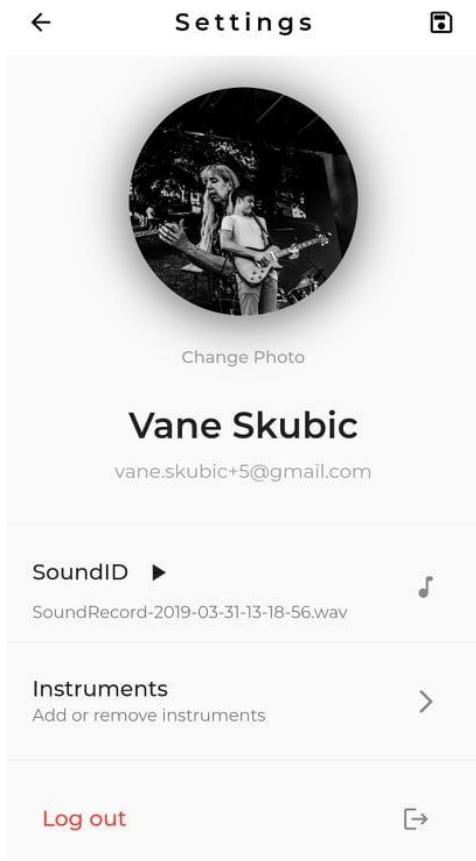 Settings
Change Photo
Vane Skubic
vane.skubic+5@gmail.com
SoundID
SoundRecord-2019-03-31-13-18-56.wav
Instruments
Add or remove instruments
Log out